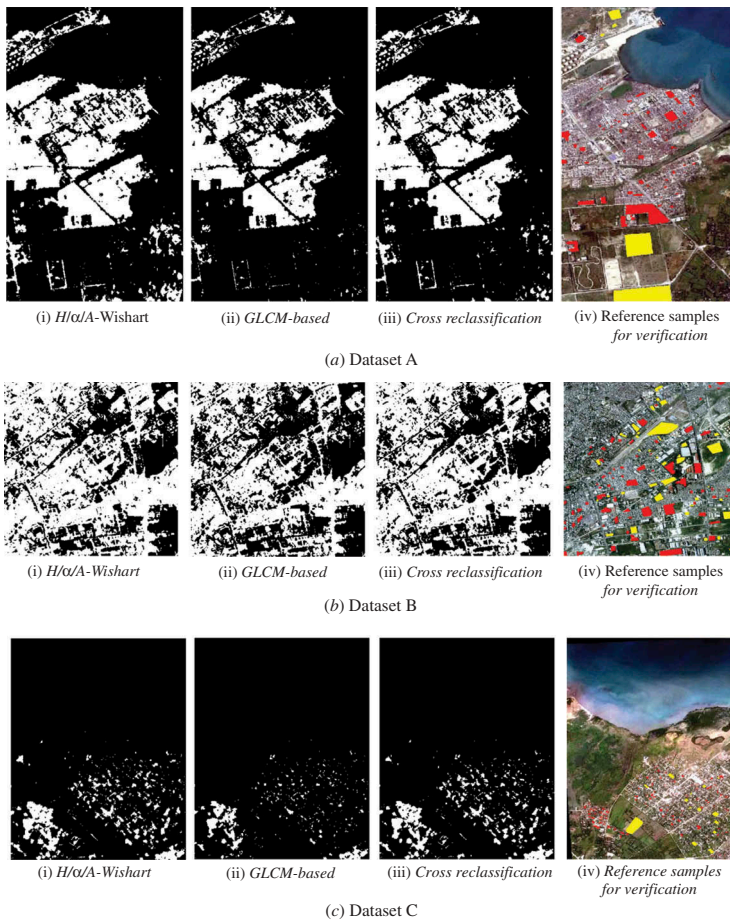 (i) H/α/A-Wishart
(ii) GLCM-based
(iii) Cross reclassification
(iv) Reference samples
for verification
(a) Dataset A
(i) H/α/A-Wishart
(ii) GLCM-based
(iii) Cross reclassification
(iv) Reference samples
for verification
(b) Dataset B
(i) H/α/A-Wishart
(ii) GLCM-based
(iii) Cross reclassification
(iv) Reference samples
for verification
(c) Dataset C